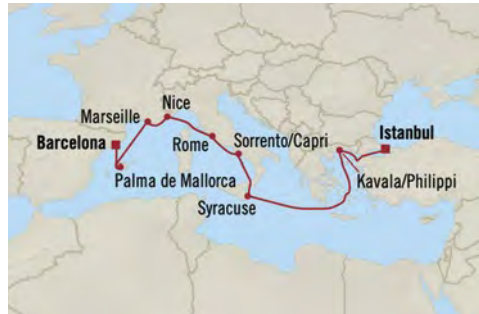 Nice
Marseille
Barcelona
Rome
Sorrento/Capri
Istanbul
Palma de Mallorca
Kavala/Philippi
Syracuse